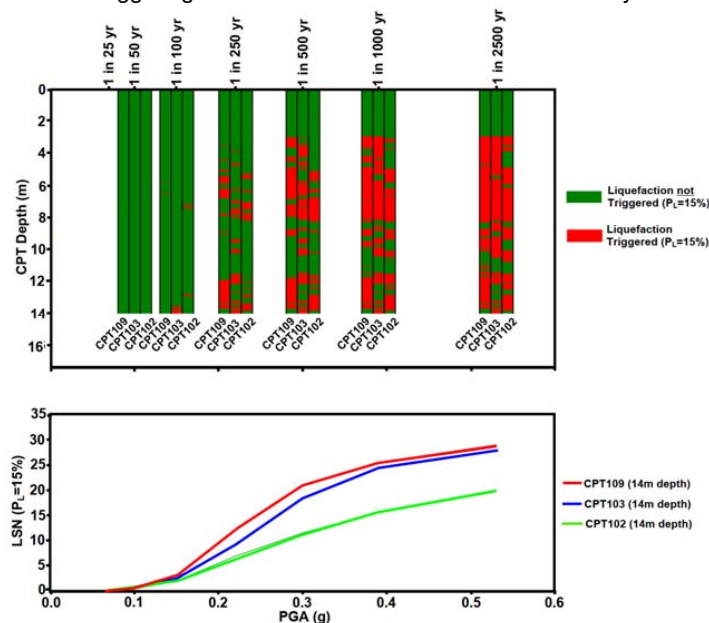 1 in 25 yr
1 in 50 yr
1 in 100 yr
1 in 250 yr
1 in 500 yr
1 in 1000 yr
1 in 2500 yr
0
2
4
6
8
10
12
14
16
CPT Depth (m)
Liquefaction not
Triggered (PL=15%)
Liquefaction
Triggered (PL=15%)
CPT109
CPT103
CPT102
CPT109
CPT103
CPT102
CPT109
CPT103
CPT102
CPT109
CPT103
CPT102
CPT109
CPT103
CPT102
CPT109
CPT103
CPT102
35
30
25
20
15
10
5
0
LSN (PL=15%)
CPT109 (14m depth)
CPT103 (14m depth)
CPT102 (14m depth)
0.0 0.1 0.2 0.3 0.4 0.5 0.6
PGA (g)